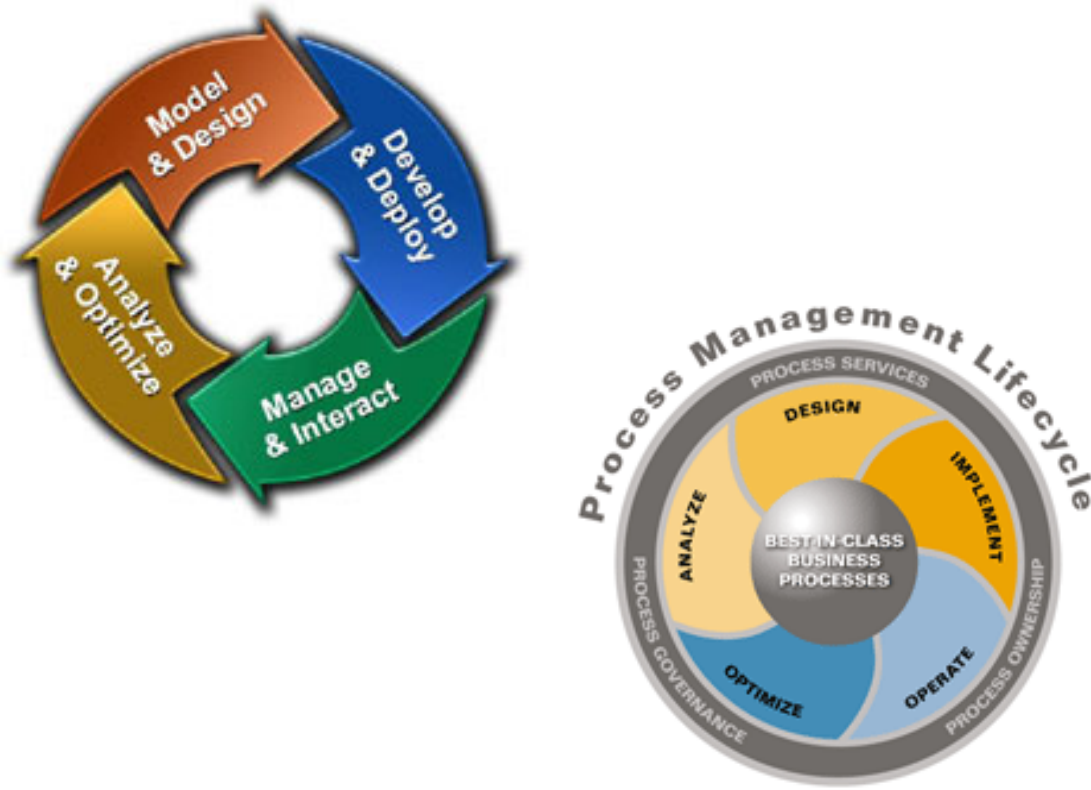 Model
& Design
Develop
& Deploy
Manage
& Interact
Analyze
& Optimize
Process Management Lifecycle
PROCESS SERVICES
DESIGN
IMPLEMENT
ANALYZE
BEST-IN-CLASS
BUSINESS
PROCESSES
OPERATE
OPTIMIZE
PROCESS GOVERNANCE
PROCESS OWNERSHIP